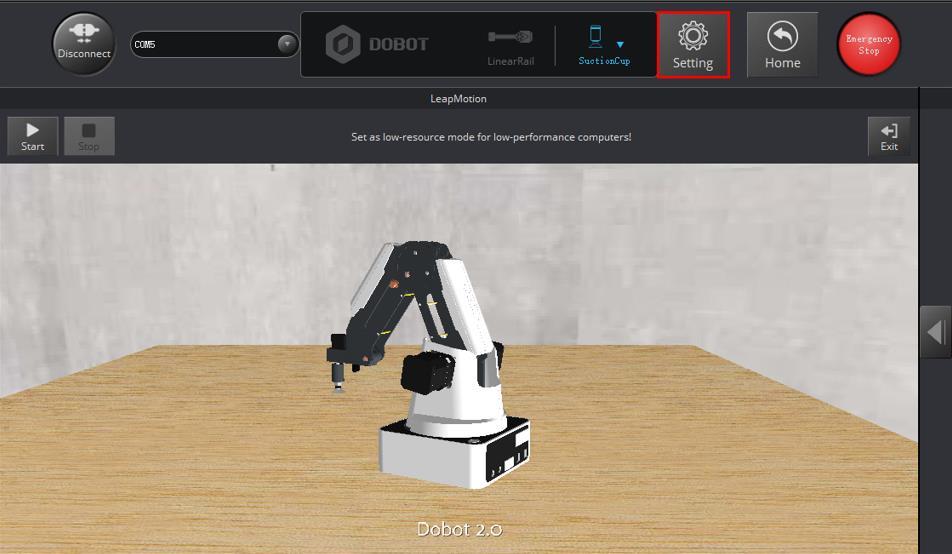 Disconnect
COM5
DOBOT
LinearRail
SuctionCup
Setting
Home
Emergency
Stop
LeapMotion
Start
Stop
Set as low-resource mode for low-performance computers!
Exit
Dobot 2.0